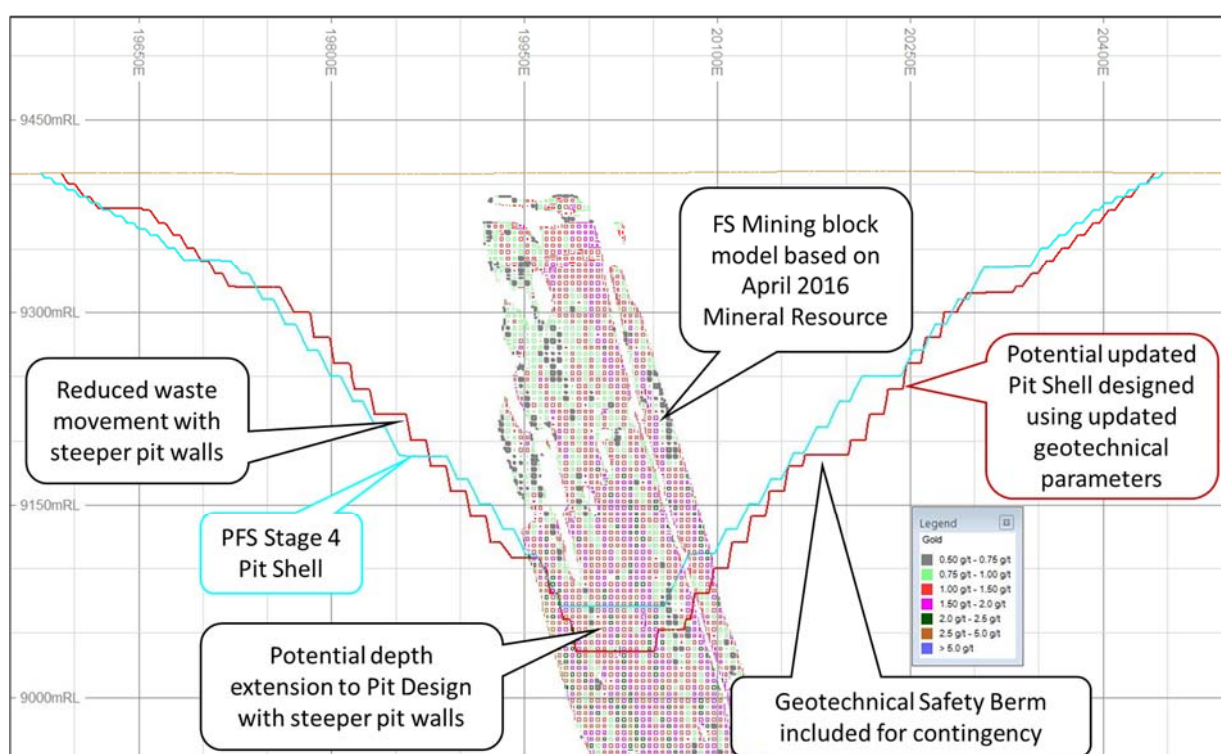 19650E
19800E
19950E
20100E
20250E
20400E
9450mRL
9300mRL
9150mRL
9000mRL
FS Mining block
model based on
April 2016
Mineral Resource
Potential updated
Pit Shell designed
using updated
geotechnical
parameters
Reduced waste
movement with
steeper pit walls
PFS Stage 4
Pit Shell
Potential depth
extension to Pit Design
with steeper pit walls
Geotechnical Safety Berm
included for contingency
Legend
Gold
0.50 g/t - 0.75 g/t
0.75 g/t - 1.00 g/t
1.00 g/t - 1.50 g/t
1.50 g/t - 2.0 g/t
2.0 g/t - 2.5 g/t
2.5 g/t - 5.0 g/t
> 5.0 g/t